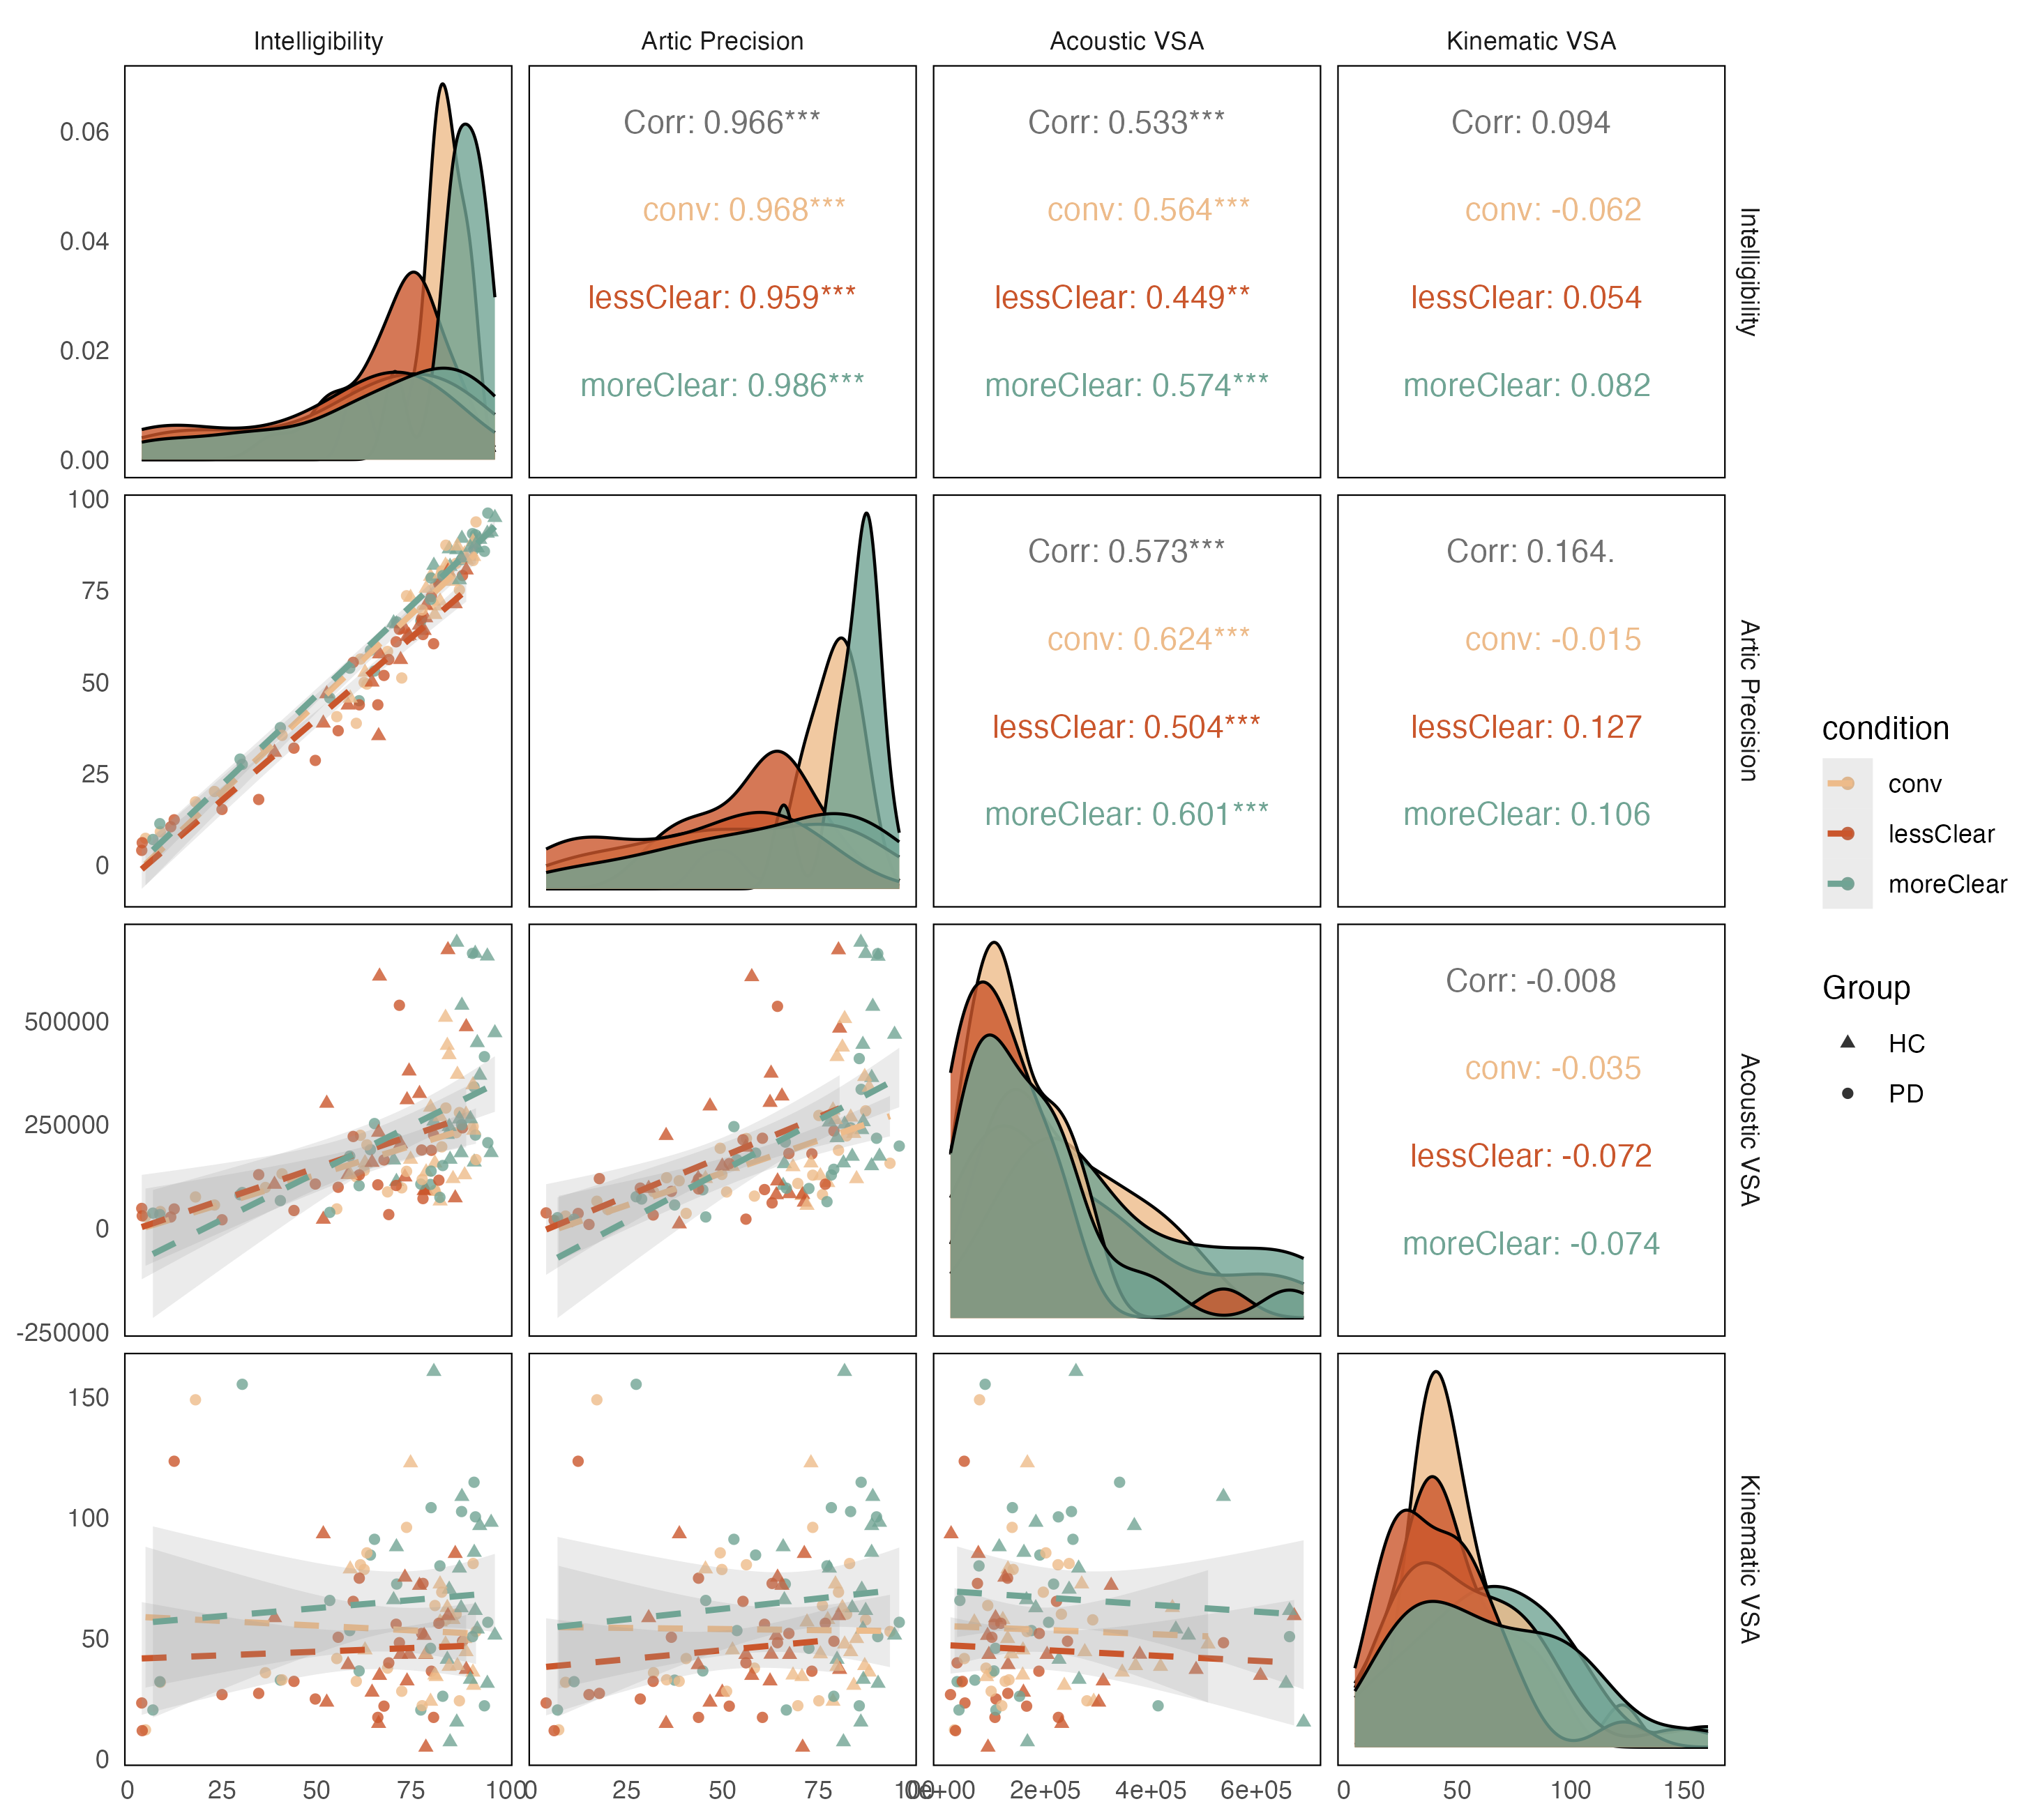 Intelligibility
Artic Precision
Acoustic VSA
Kinematic VSA
0.06
0.04
0.02
0.00
Corr: 0.966***
conv: 0.968***
lessClear: 0.959***
moreClear: 0.986***
Corr: 0.533***
conv: 0.564***
lessClear: 0.449**
moreClear: 0.574***
Corr: 0.094
conv: -0.062
lessClear: 0.054
moreClear: 0.082
Intelligibility
100
75
50
25
0
Corr: 0.573***
conv: 0.624***
lessClear: 0.504***
moreClear: 0.601***
Corr: 0.164.
conv: -0.015
lessClear: 0.127
moreClear: 0.106
Artic Precision
500000
250000
0
-250000
Corr: -0.008
conv: -0.035
lessClear: -0.072
moreClear: -0.074
Acoustic VSA
150
100
50
0
Kinematic VSA
0
25
50
75
100
0
25
50
75
100
0e+00
2e+05
4e+05
6e+05
0
50
100
150
condition
conv
lessClear
moreClear
Group
HC
PD